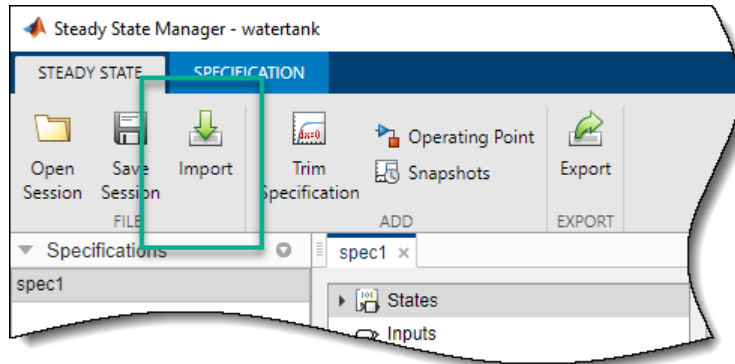 Steady State Manager - watertank
STEADY STATE
SPECIFICATION
Open
Session
Save
Session
Import
Trim
Specification
Operating Point
Snapshots
Export
FILE
ADD
EXPORT
Specifications
spec1 ×
spec1
States
Inputs